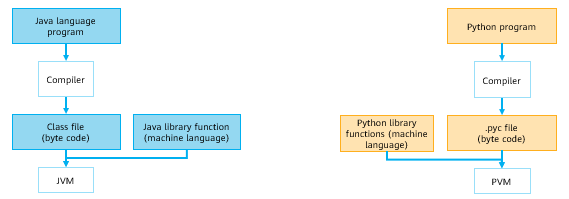 Java language
program
Compiler
Class file
(byte code)
Java library function
(machine language)
JVM
Python program
Compiler
Python library
functions (machine
language)
.pyc file
(byte code)
PVM